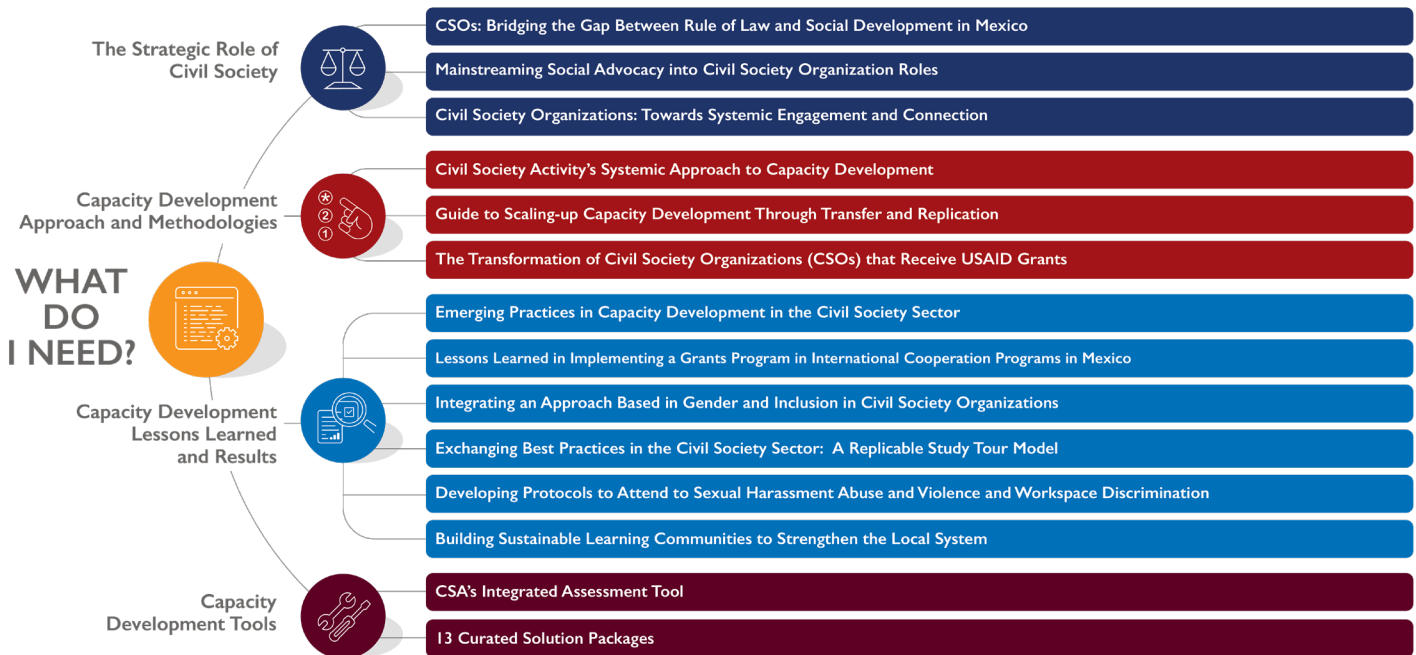 WHAT
DO
I NEED?
The Strategic Role of
Civil Society
CSOs: Bridging the Gap Between Rule of Law and Social Development in Mexico
Mainstreaming Social Advocacy into Civil Society Organization Roles
Civil Society Organizations: Towards Systemic Engagement and Connection
Capacity Development
Approach and Methodologies
*
2
1
Civil Society Activity's Systemic Approach to Capacity Development
Guide to Scaling-up Capacity Development Through Transfer and Replication
The Transformation of Civil Society Organizations (CSOs) that Receive USAID Grants
Capacity Development
Lessons Learned
and Results
Emerging Practices in Capacity Development in the Civil Society Sector
Lessons Learned in Implementing a Grants Program in International Cooperation Programs in Mexico
Integrating an Approach Based in Gender and Inclusion in Civil Society Organizations
Exchanging Best Practices in the Civil Society Sector:  A Replicable Study Tour Model
Developing Protocols to Attend to Sexual Harassment Abuse and Violence and Workspace Discrimination
Building Sustainable Learning Communities to Strengthen the Local System
Capacity
Development Tools
CSA's Integrated Assessment Tool
13 Curated Solution Packages